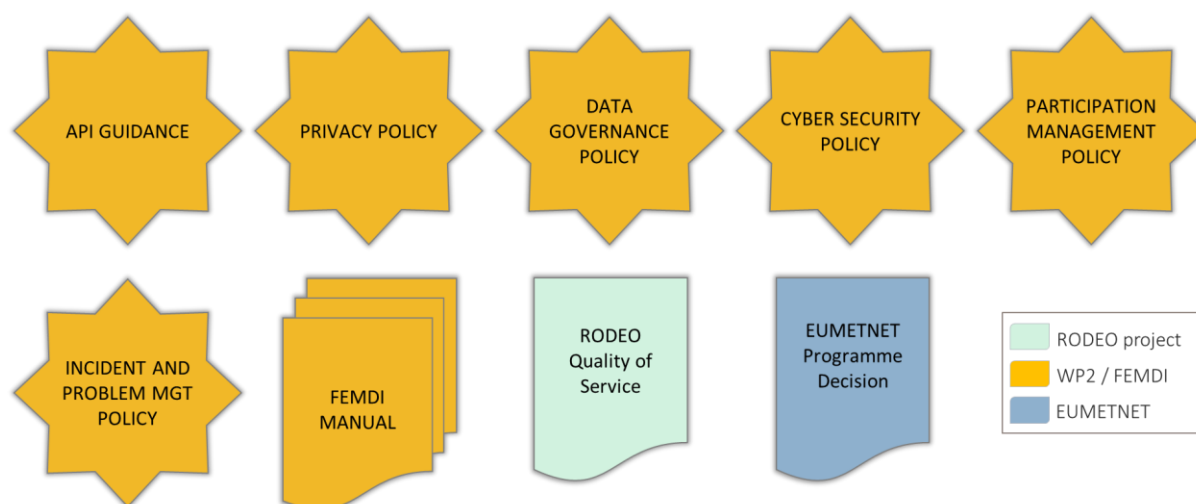 API GUIDANCE
PRIVACY POLICY
DATA
GOVERNANCE
POLICY
CYBER SECURITY
POLICY
PARTICIPATION
MANAGEMENT
POLICY
INCIDENT AND
PROBLEM MGT
POLICY
FEMDI
MANUAL
RODEO
Quality of
Service
EUMETNET
Programme
Decision
RODEO project
WP2 / FEMDI
EUMETNET